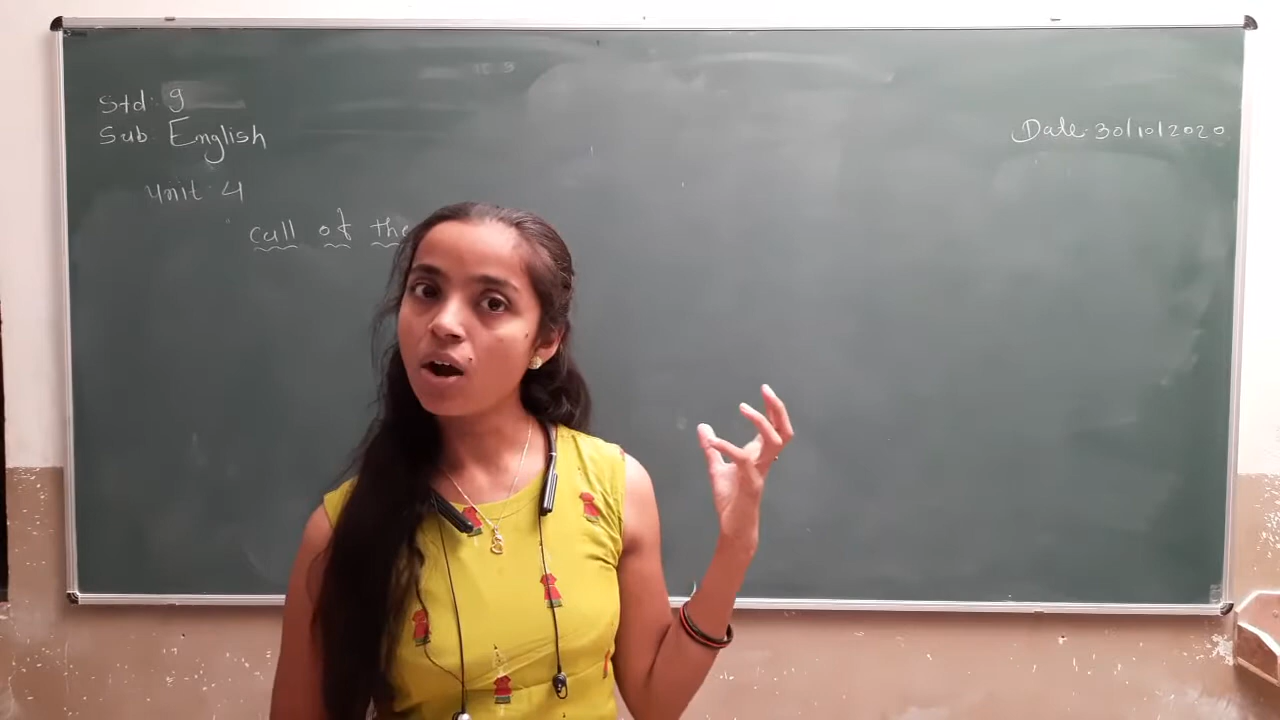 Std: 9
Sub: English
Date: 30/10/2020
Unit: 4
" call of the